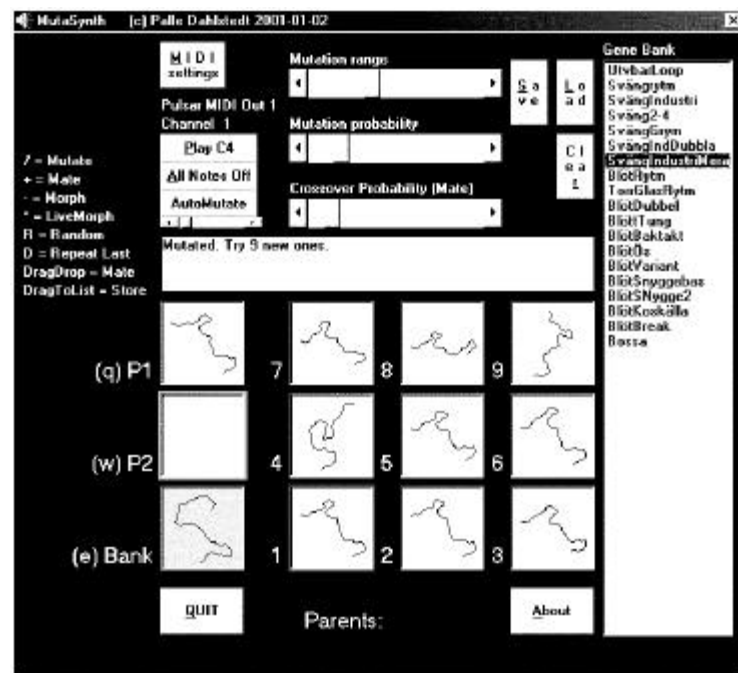 MutaSynth (c) Palle Dahlstedt 2001-01-02
MIDI
settings
Pulsar MIDI Out 1
Channel 1
Play C4
All Notes Off
AutoMutate
Mutation range
Mutation probability
Crossover Probability (Mate)
Save
Load
Clear
/ = Mutate
+ = Mate
- = Morph
* = LiveMorph
R = Random
D = Repeat Last
DragDrop = Mate
DragToList = Store
Mutated. Try 9 new ones.
(q) P1
7
8
9
(w) P2
4
5
6
(e) Bank
1
2
3
QUIT
Parents:
About
Gene Bank
UtvbarLoop
Svängrytm
SvängIndustri
Sväng2-4
SvängGrym
SvängIndDubbla
SvängIndustriMera
BlötRytm
TonGlasRytm
BlötDubbel
BlöttTung
BlötBaktakt
BlötÖs
BlötVariant
BlötSnyggebas
BlötSNygge2
BlötKoskälla
BlötBreak
Bossa